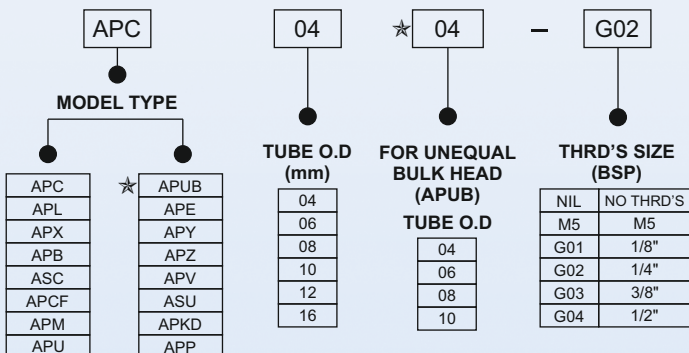 APC 04 ✯ 04 – G02
MODEL TYPE
APC
APL
APX
APB
ASC
APCF
APM
APU
✯ APUB
APE
APY
APZ
APV
ASU
APKD
APP
TUBE O.D
(mm)
04
06
08
10
12
16
FOR UNEQUAL
BULK HEAD
(APUB)
TUBE O.D
04
06
08
10
THRD'S SIZE
(BSP)
NIL NO THRD'S
M5 M5
G01 1/8"
G02 1/4"
G03 3/8"
G04 1/2"